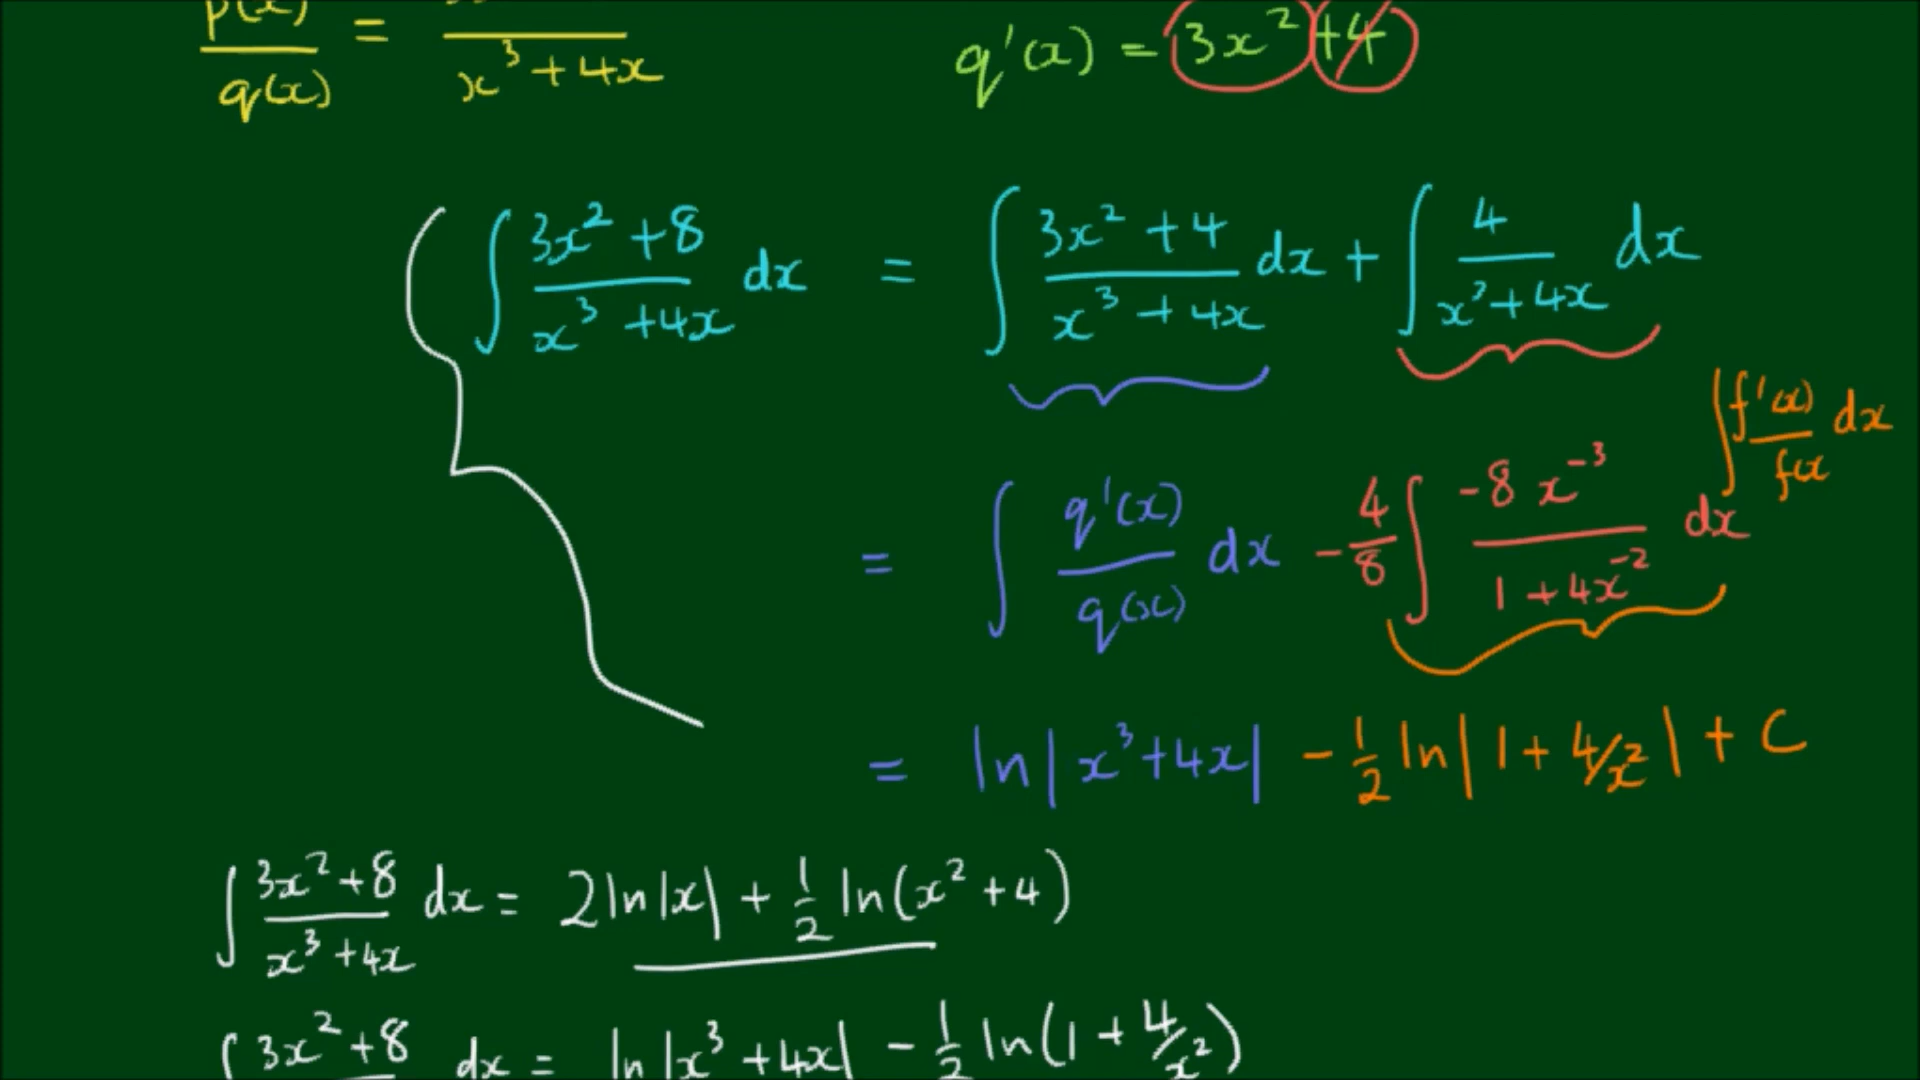 p(x)/q(x) = /x³ + 4x
q'(x) = 3x² + 4
∫ 3x² + 8/x³ + 4x dx = ∫ 3x² + 4/x³ + 4x dx + ∫ 4/x³ + 4x dx
∫ f'(x)/f(x dx
= ∫ q'(x)/q(x) dx - 4/8 ∫ -8x⁻³/1 + 4x⁻² dx
= ln|x³ + 4x| - 1/2 ln|1 + 4/x²| + C
∫ 3x² + 8/x³ + 4x dx = 2 ln|x| + 1/2 ln(x² + 4)
∫ 3x² + 8 dx = ln|x³ + 4x| - 1/2 ln(1 + 4/x²)